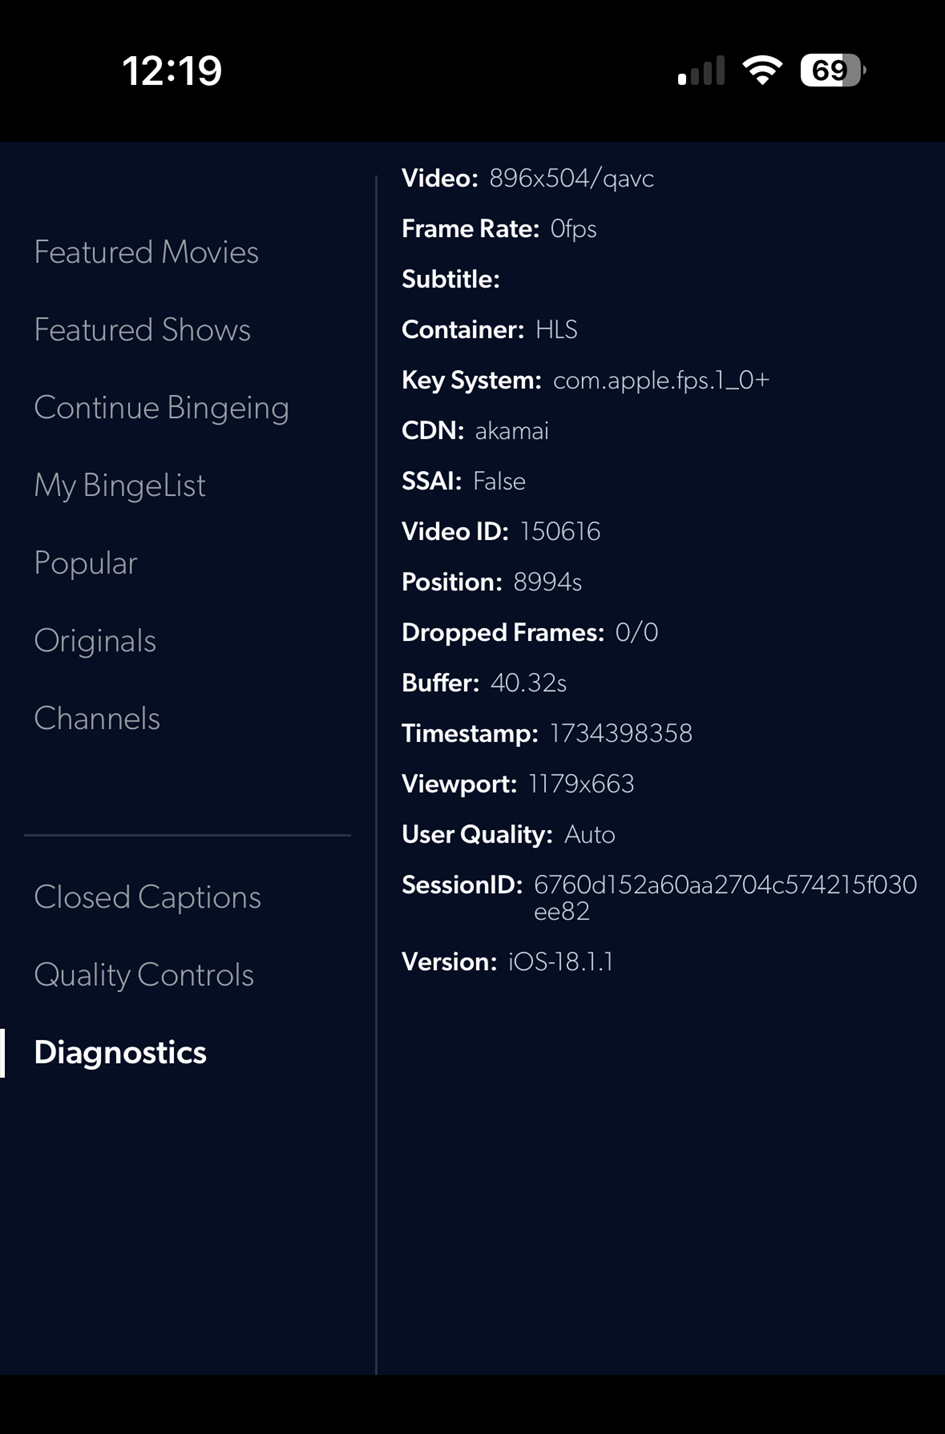 12:19
69
Featured Movies
Featured Shows
Continue Bingeing
My BingeList
Popular
Originals
Channels
Closed Captions
Quality Controls
Diagnostics
Video: 896x504/qavc
Frame Rate: 0fps
Subtitle:
Container: HLS
Key System: com.apple.fps.1_0+
CDN: akamai
SSAI: False
Video ID: 150616
Position: 8994s
Dropped Frames: 0/0
Buffer: 40.32s
Timestamp: 1734398358
Viewport: 1179x663
User Quality: Auto
SessionID: 6760d152a60aa2704c574215f030
ee82
Version: iOS-18.1.1